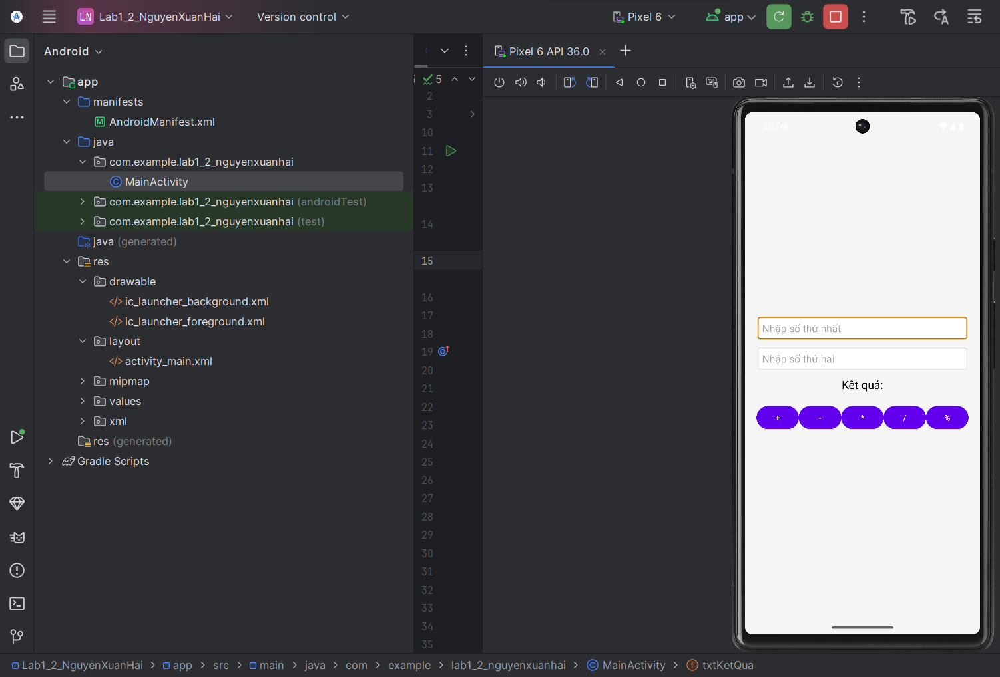 LN Lab1_2_NguyenXuanHai Version control Pixel 6 app
Android
app
manifests
AndroidManifest.xml
java
com.example.lab1_2_nguyenxuanhai
MainActivity
com.example.lab1_2_nguyenxuanhai (androidTest)
com.example.lab1_2_nguyenxuanhai (test)
java (generated)
res
drawable
ic_launcher_background.xml
ic_launcher_foreground.xml
layout
activity_main.xml
mipmap
values
xml
res (generated)
Gradle Scripts
5
2
3
10
11
12
13
14
15
16
17
18
19
20
21
22
23
24
25
26
27
28
29
30
31
32
33
34
35
Pixel 6 API 36.0
2:03
Nhập số thứ nhất
Nhập số thứ hai
Kết quả:
+ - * / %
Lab1_2_NguyenXuanHai > app > src > main > java > com > example > lab1_2_nguyenxuanhai > MainActivity > txtKetQua